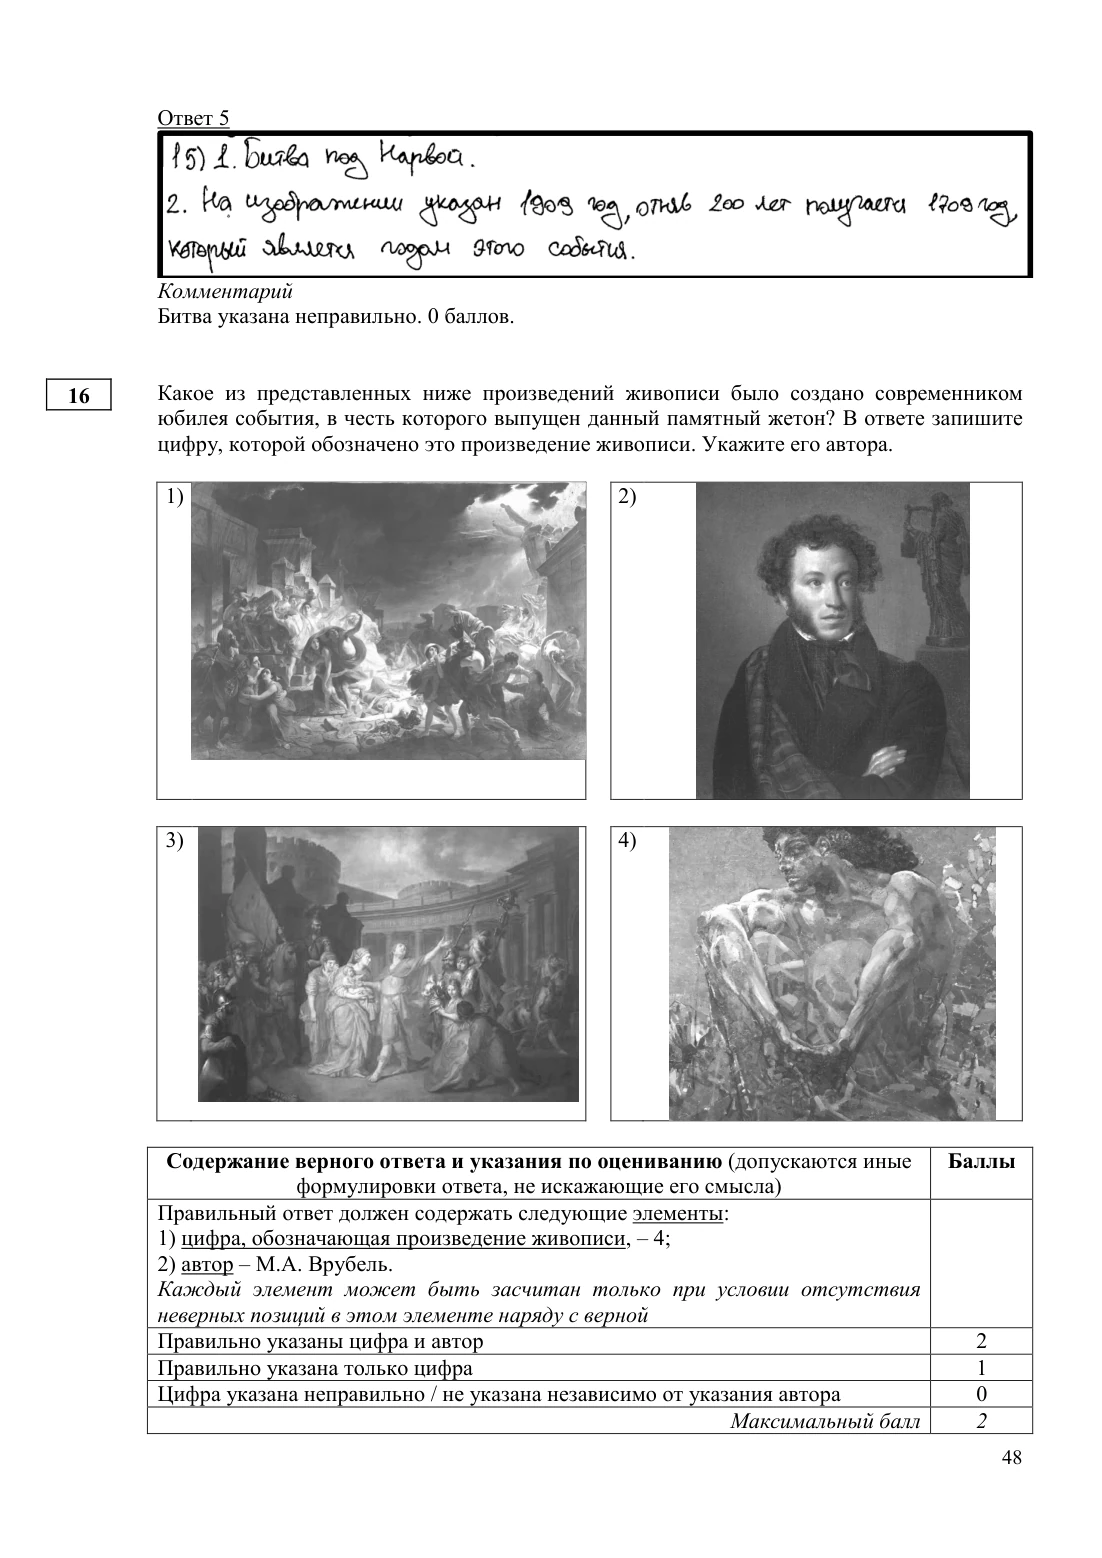 Ответ 5
15) 1. Битва под Нарвой.
2. На изображении указан 1909 год, отняв 200 лет получается 1709 год,
который является годом этого события.
Комментарий
Битва указана неправильно. 0 баллов.
16
Какое из представленных ниже произведений живописи было создано современником
юбилея события, в честь которого выпущен данный памятный жетон? В ответе запишите
цифру, которой обозначено это произведение живописи. Укажите его автора.
1)
2)
3)
4)
Содержание верного ответа и указания по оцениванию (допускаются иные
формулировки ответа, не искажающие его смысла)
Баллы
Правильный ответ должен содержать следующие элементы:
1) цифра, обозначающая произведение живописи, – 4;
2) автор – М.А. Врубель.
Каждый элемент может быть засчитан только при условии отсутствия
неверных позиций в этом элементе наряду с верной
Правильно указаны цифра и автор 2
Правильно указана только цифра 1
Цифра указана неправильно / не указана независимо от указания автора 0
Максимальный балл 2
48